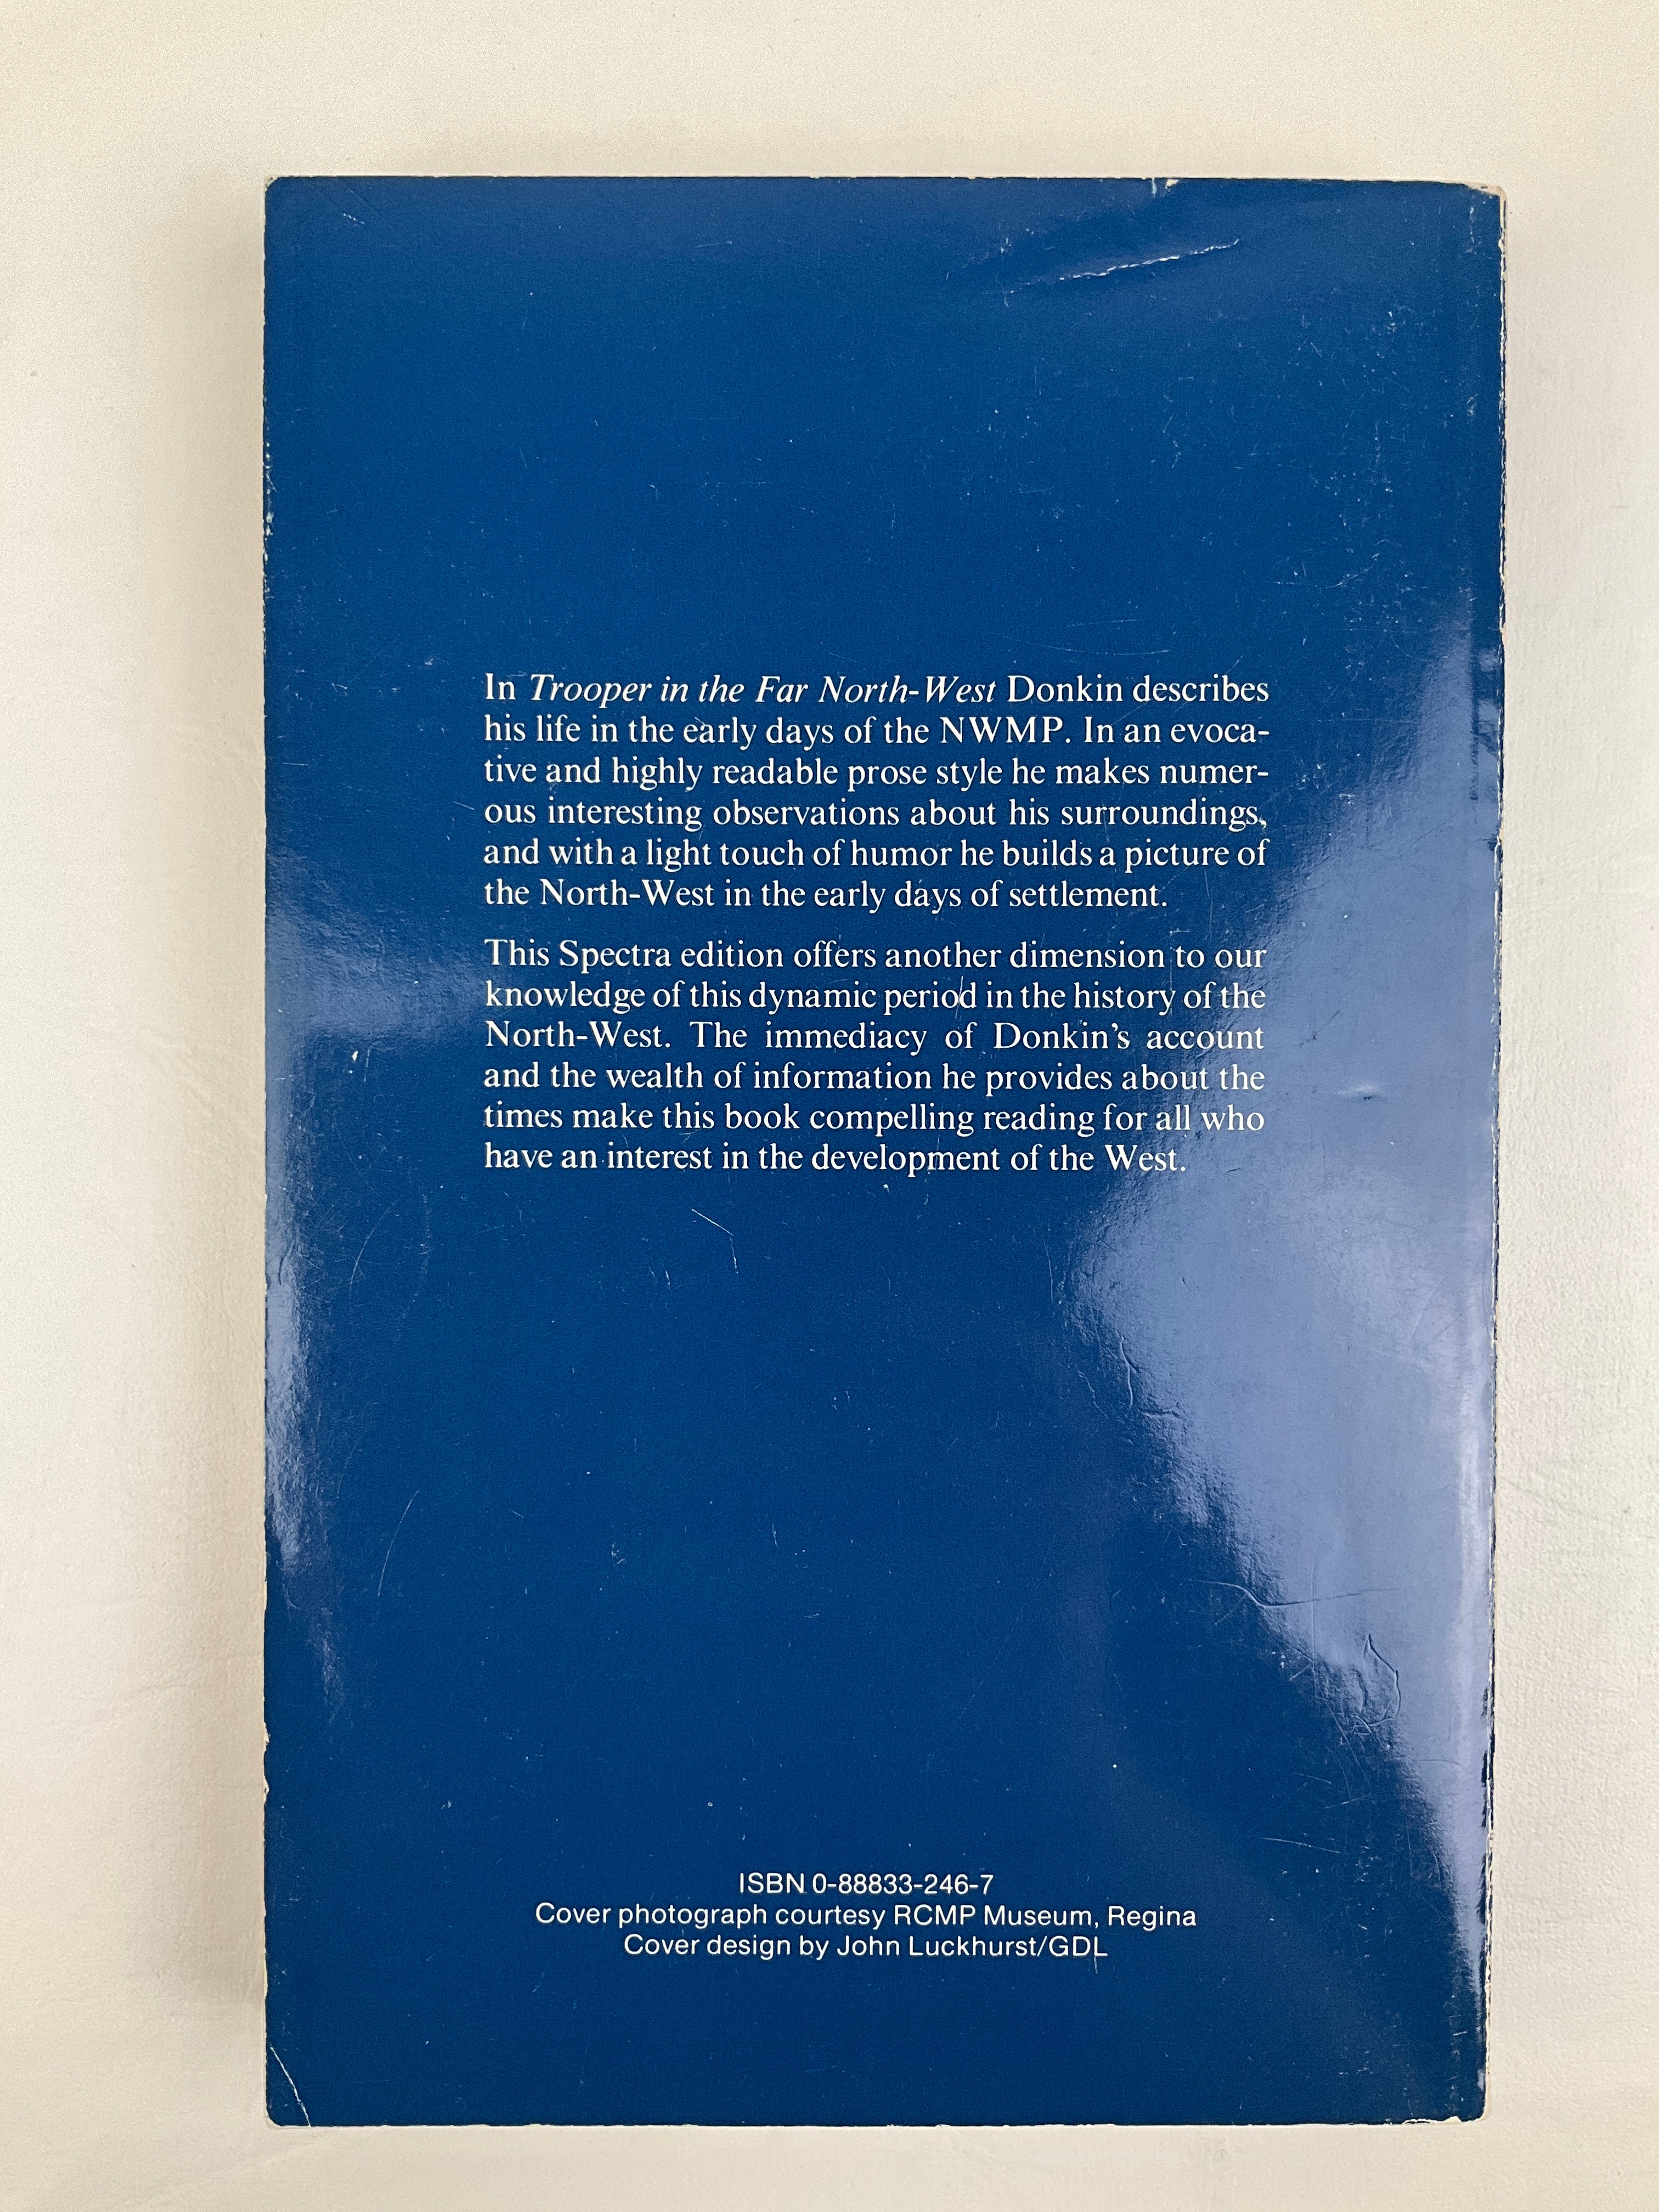 In Trooper in the Far North-West Donkin describes
his life in the early days of the NWMP. In an evoca-
tive and highly readable prose style he makes numer-
ous interesting observations about his surroundings,
and with a light touch of humor he builds a picture of
the North-West in the early days of settlement.
This Spectra edition offers another dimension to our
knowledge of this dynamic period in the history of the
North-West. The immediacy of Donkin's account
and the wealth of information he provides about the
times make this book compelling reading for all who
have an interest in the development of the West.
ISBN 0-88833-246-7
Cover photograph courtesy RCMP Museum, Regina
Cover design by John Luckhurst/GDL